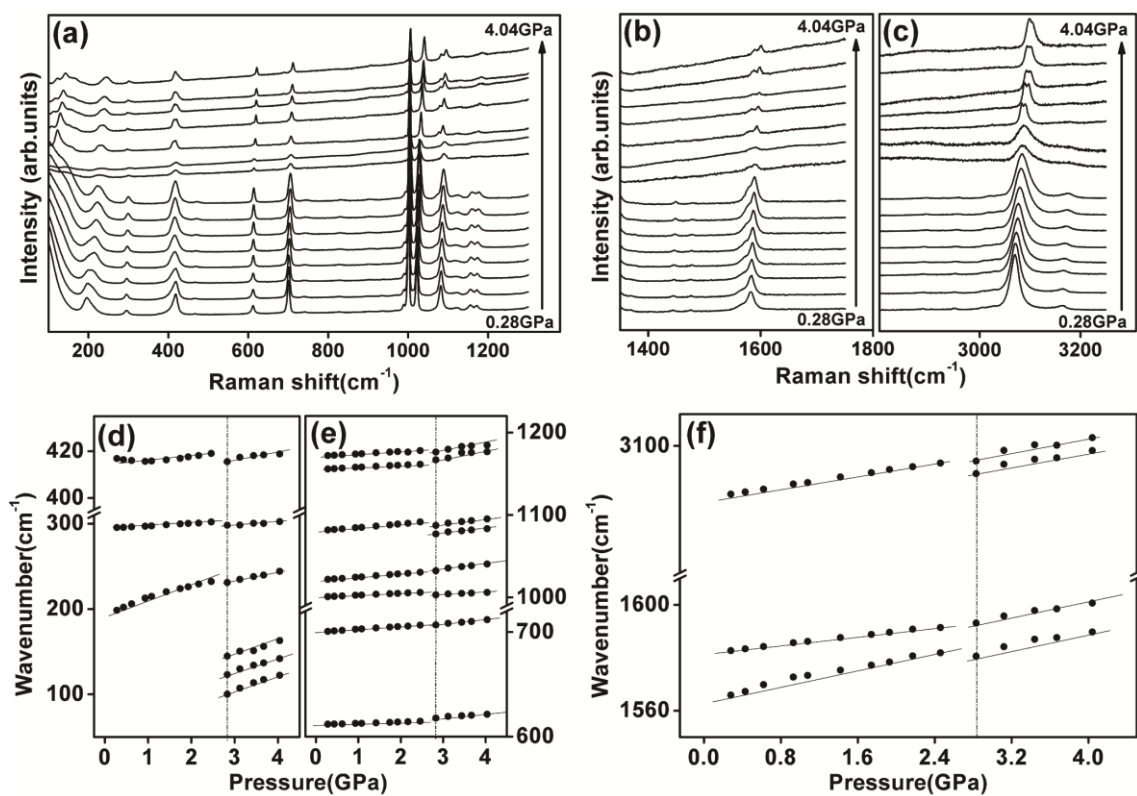 (a)
4.04GPa
0.28GPa
Intensity (arb.units)
200 400 600 800 1000 1200
Raman shift(cm⁻¹)
(b)
4.04GPa
0.28GPa
(c)
4.04GPa
0.28GPa
Intensity (arb.units)
1400 1600 1800 3000 3200
Raman shift(cm⁻¹)
(d)
420
410
300
200
100
Wavenumber(cm⁻¹)
0 1 2 3 4
(e)
1200
1100
1000
700
600
0 1 2 3 4
Pressure(GPa)
(f)
3100
1600
1560
Wavenumber(cm⁻¹)
0.0 0.8 1.6 2.4 3.2 4.0
Pressure(GPa)